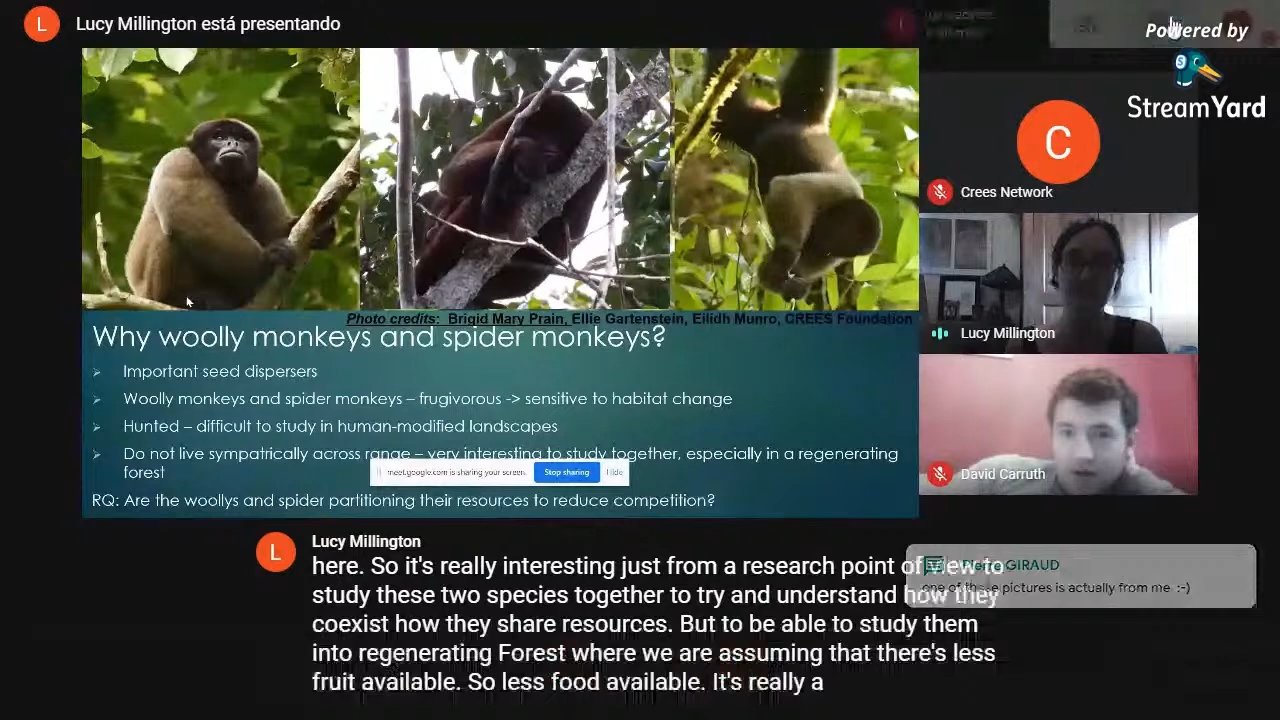 L
Lucy Millington está presentando
Powered by
StreamYard
C
Crees Network
Lucy Millington
David Carruth
Photo credits: Brigid Mary Prain, Ellie Gartenstein, Eilidh Munro, CREES Foundation
Why woolly monkeys and spider monkeys?
Important seed dispersers
Woolly monkeys and spider monkeys – frugivorous -> sensitive to habitat change
Hunted – difficult to study in human-modified landscapes
Do not live sympatrically across range – very interesting to study together, especially in a regenerating
forest
meet.google.com is sharing your screen.
Stop sharing
Hide
RQ: Are the woollys and spider partitioning their resources to reduce competition?
L
Lucy Millington
here. So it's really interesting just from a research point of view to
study these two species together to try and understand how they
coexist how they share resources. But to be able to study them
into regenerating Forest where we are assuming that there's less
fruit available. So less food available. It's really a
GIRAUD
one of these pictures is actually from me :-)